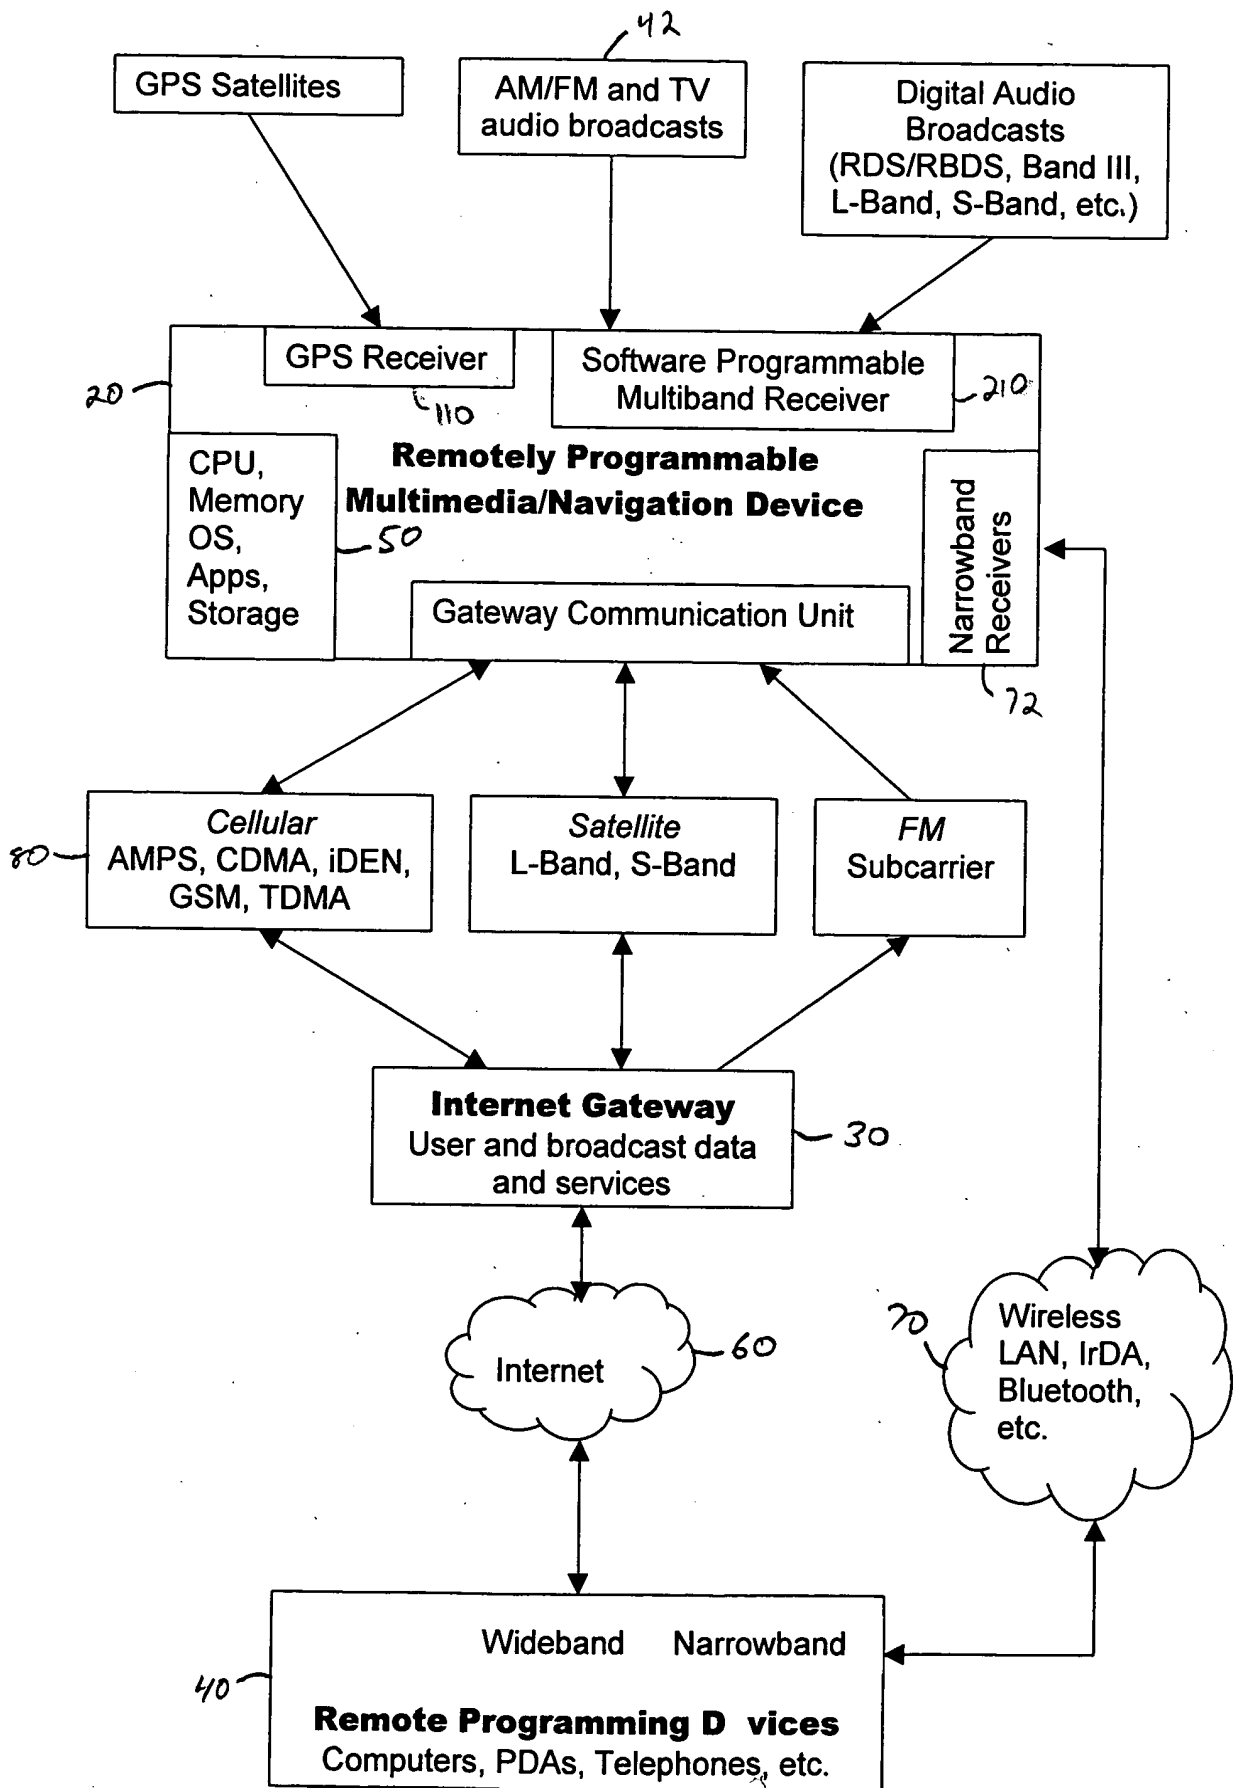 42
GPS Satellites
AM/FM and TV
audio broadcasts
Digital Audio
Broadcasts
(RDS/RBDS, Band III,
L-Band, S-Band, etc.)
GPS Receiver
110
Software Programmable
Multiband Receiver
210
20
Remotely Programmable
Multimedia/Navigation Device
CPU,
Memory
OS,
Apps,
Storage
50
Narrowband
Receivers
72
Gateway Communication Unit
80
Cellular
AMPS, CDMA, iDEN,
GSM, TDMA
Satellite
L-Band, S-Band
FM
Subcarrier
Internet Gateway
User and broadcast data
and services
30
Internet
60
70
Wireless
LAN, IrDA,
Bluetooth,
etc.
Wideband Narrowband
40
Remote Programming D vices
Computers, PDAs, Telephones, etc.